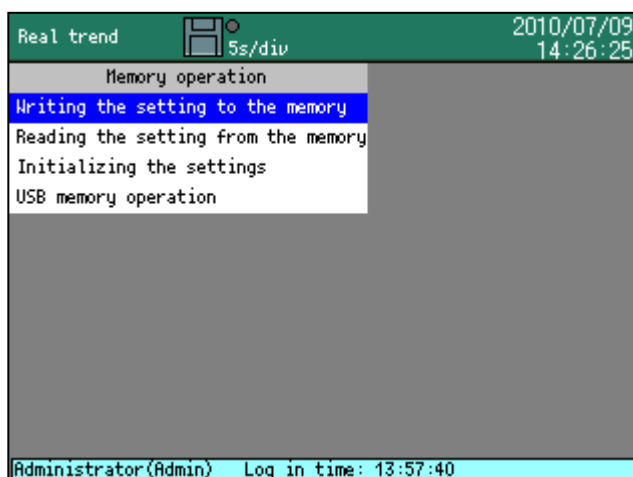 Real trend
5s/div
2010/07/09
14:26:25
Memory operation
Writing the setting to the memory
Reading the setting from the memory
Initializing the settings
USB memory operation
Administrator(Admin) Log in time: 13:57:40